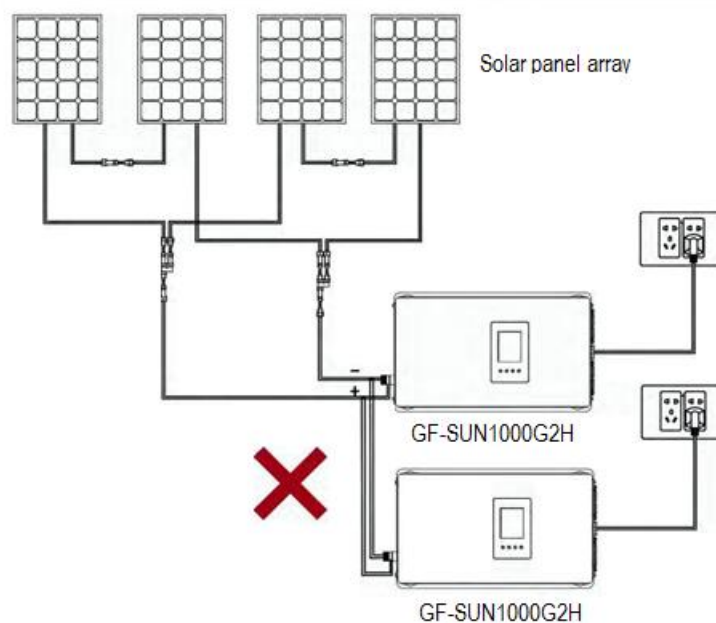 Solar panel array
−
+
GF-SUN1000G2H
GF-SUN1000G2H